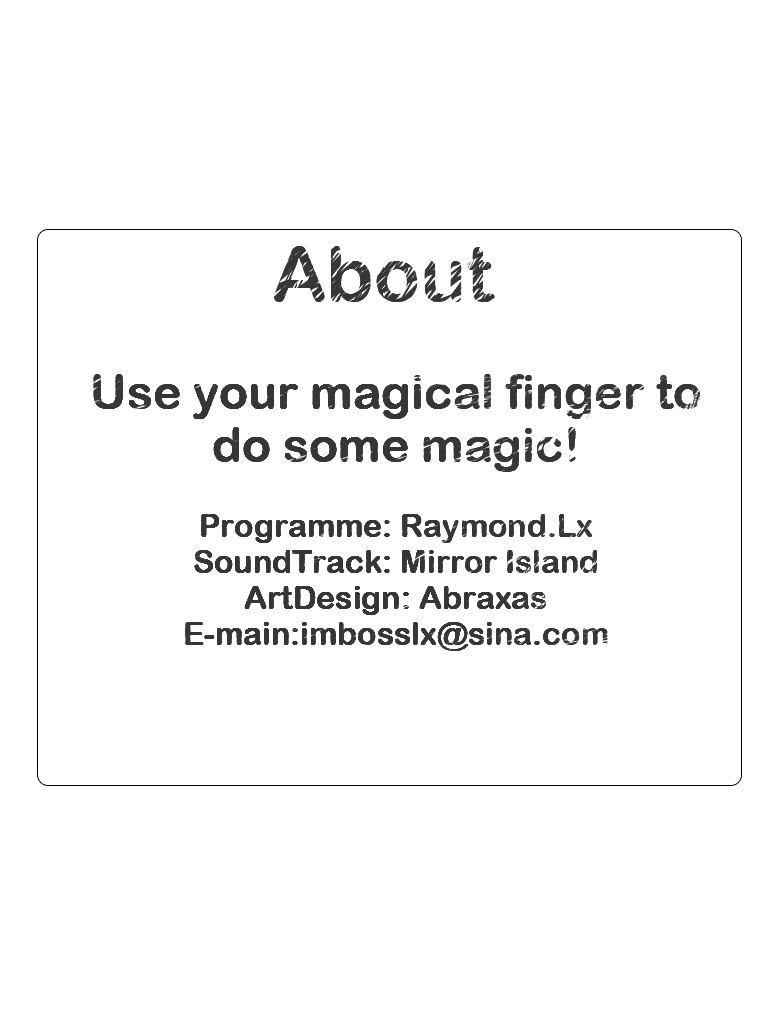 About
Use your magical finger to
do some magic!
Programme: Raymond.Lx
SoundTrack: Mirror Island
ArtDesign: Abraxas
E-main:imbosslx@sina.com